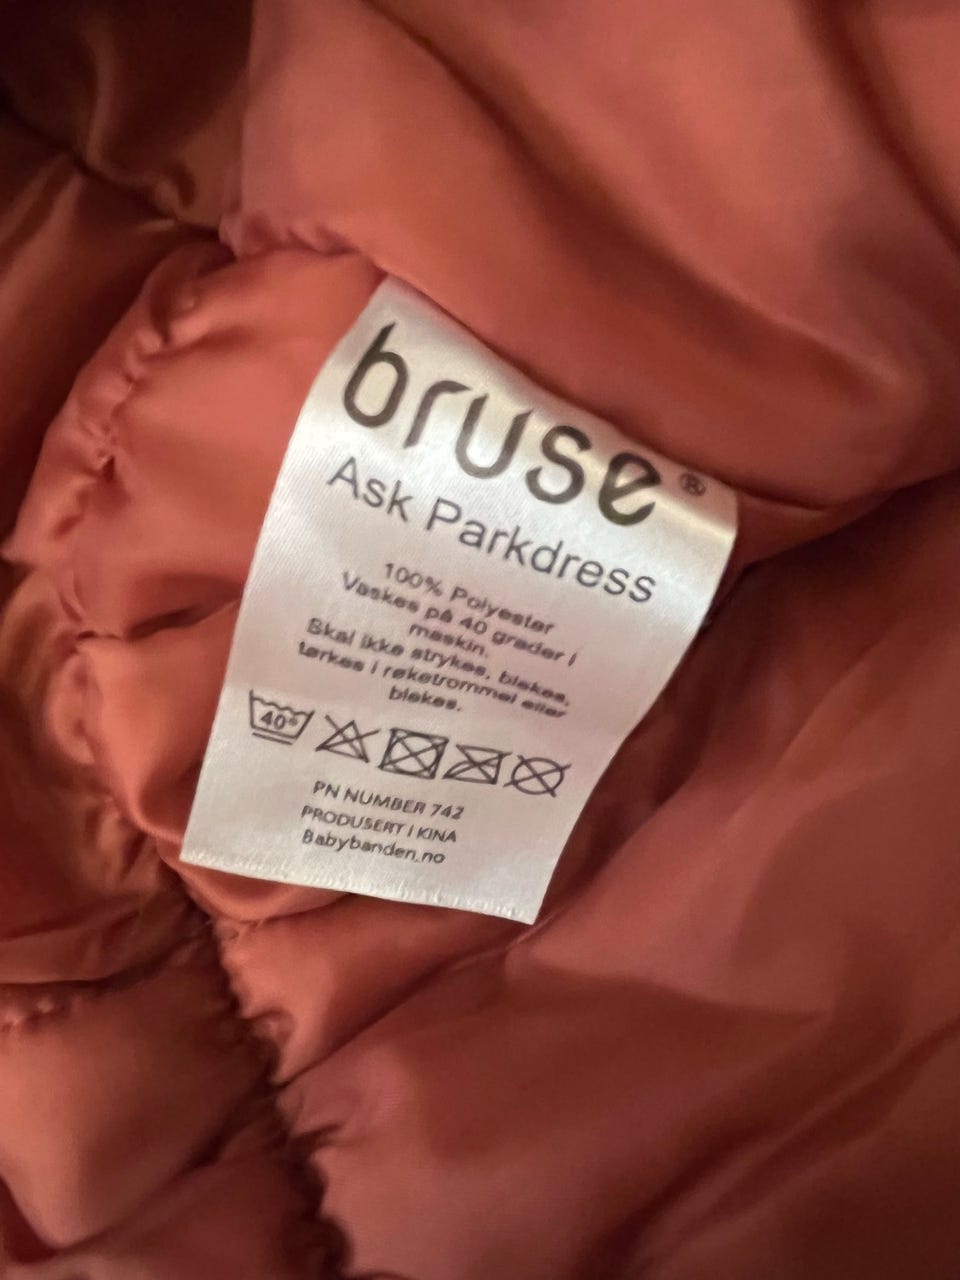 bruse®
Ask Parkdress
100% Polyester
Vaskes på 40 grader i
maskin.
Skal ikke strykes, blekes,
tørkes i røketrommel eller
blekes.
40°
PN NUMBER 742
PRODUSERT I KINA
Babybanden.no